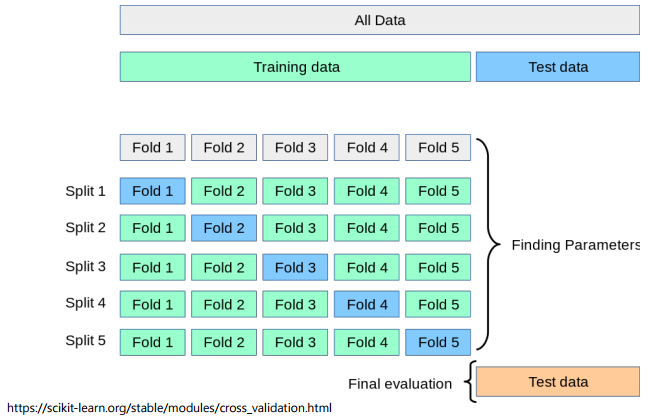 All Data
Training data Test data
Fold 1 Fold 2 Fold 3 Fold 4 Fold 5
Split 1 Fold 1 Fold 2 Fold 3 Fold 4 Fold 5
Split 2 Fold 1 Fold 2 Fold 3 Fold 4 Fold 5
Finding Parameters
Split 3 Fold 1 Fold 2 Fold 3 Fold 4 Fold 5
Split 4 Fold 1 Fold 2 Fold 3 Fold 4 Fold 5
Split 5 Fold 1 Fold 2 Fold 3 Fold 4 Fold 5
Final evaluation Test data
https://scikit-learn.org/stable/modules/cross_validation.html